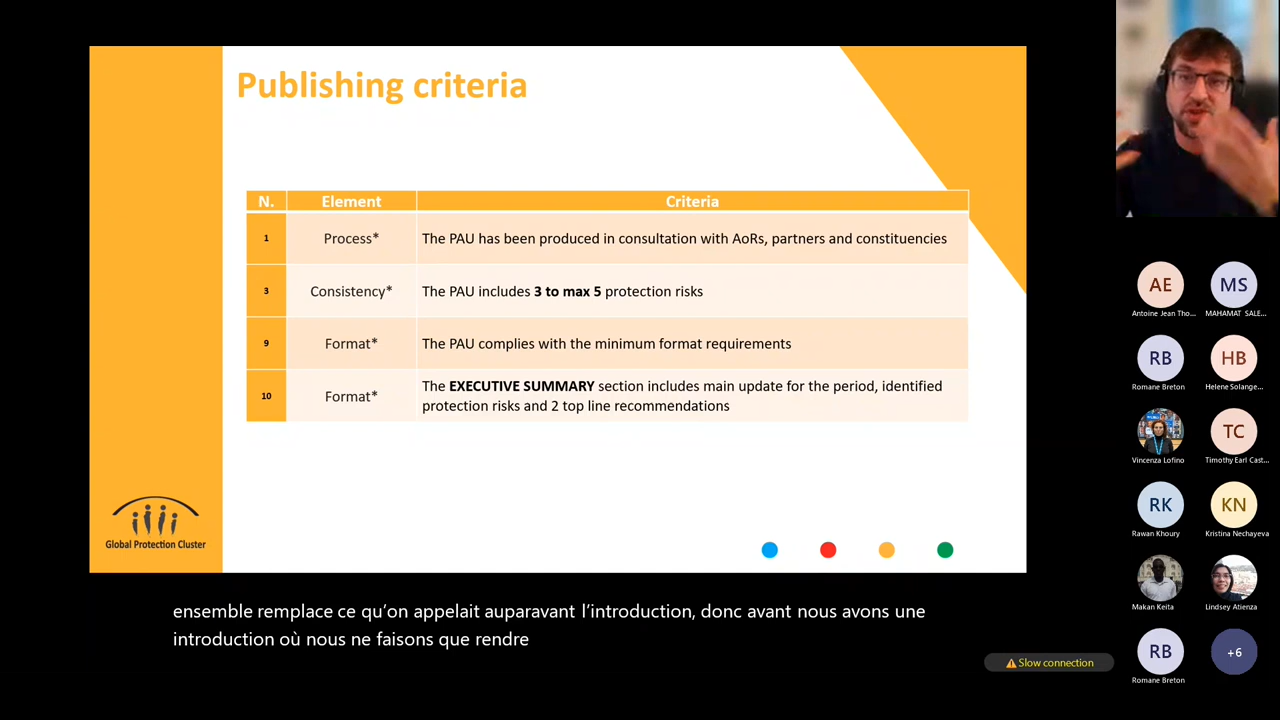 Publishing criteria
N. Element Criteria
1 Process* The PAU has been produced in consultation with AoRs, partners and constituencies
3 Consistency* The PAU includes 3 to max 5 protection risks
9 Format* The PAU complies with the minimum format requirements
10 Format* The EXECUTIVE SUMMARY section includes main update for the period, identified
protection risks and 2 top line recommendations
Global Protection Cluster
ensemble remplace ce qu'on appelait auparavant l'introduction, donc avant nous avons une
introduction où nous ne faisons que rendre
Slow connection
AE MS
Antoine Jean Tho... MAHAMAT SALE...
RB HB
Romane Breton Helene Solange...
TC
Vincenza Lofino Timothy Earl Cast...
RK KN
Rawan Khoury Kristina Nechayeva
Makan Keita Lindsey Atienza
RB +6
Romane Breton